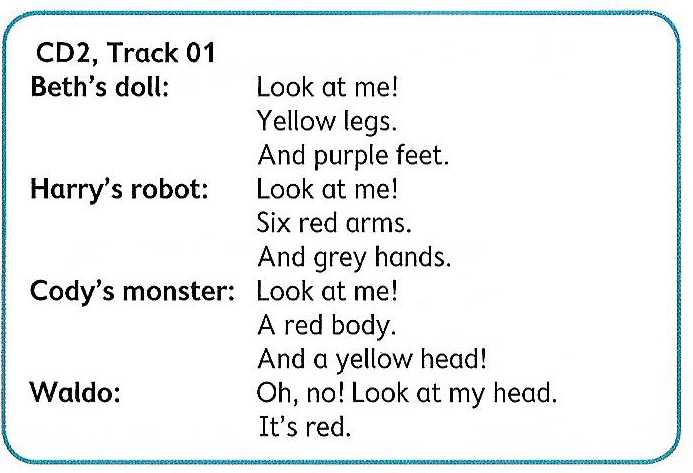 CD2, Track 01
Beth's doll: Look at me!
Yellow legs.
And purple feet.
Harry's robot: Look at me!
Six red arms.
And grey hands.
Cody's monster: Look at me!
A red body.
And a yellow head!
Waldo: Oh, no! Look at my head.
It's red.